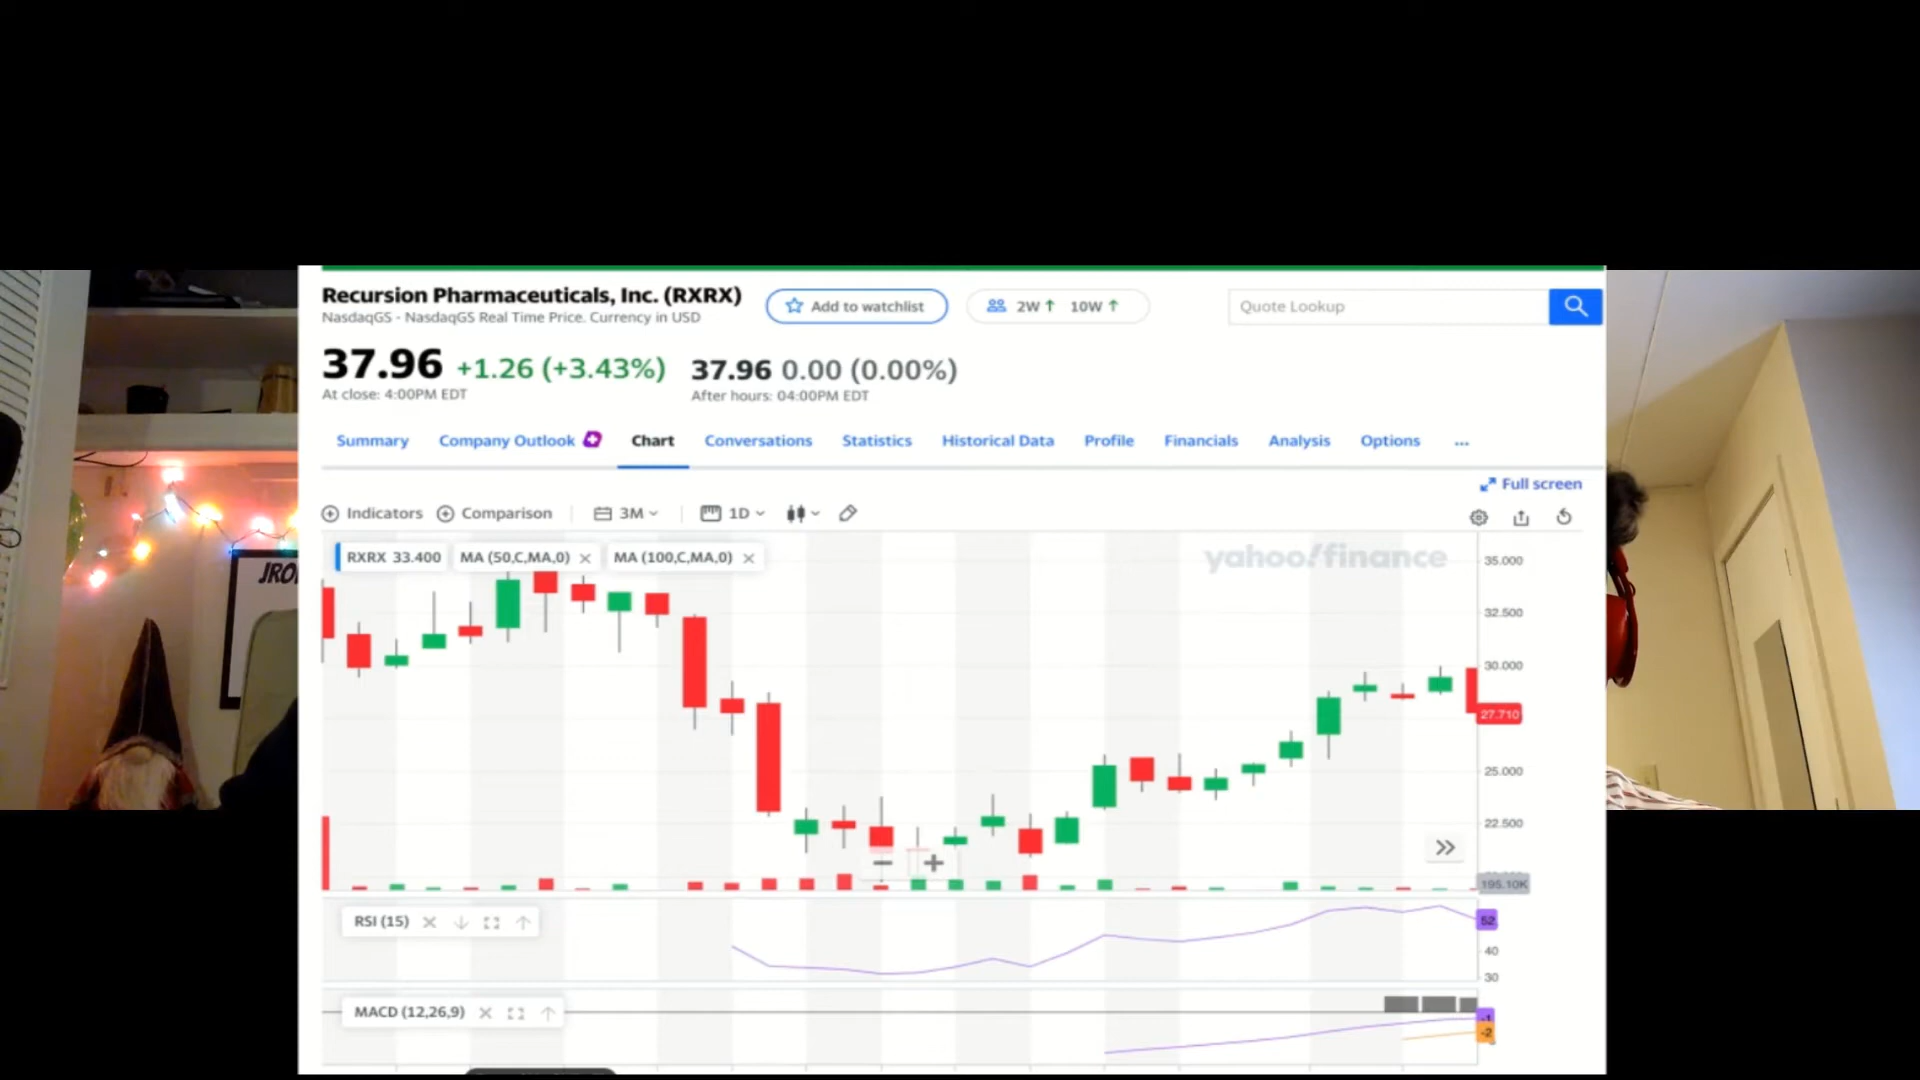 Recursion Pharmaceuticals, Inc. (RXRX)
NasdaqGS - NasdaqGS Real Time Price. Currency in USD
Add to watchlist
2W↑ 10W↑
Quote Lookup
37.96 +1.26 (+3.43%)
At close: 4:00PM EDT
37.96 0.00 (0.00%)
After hours: 04:00PM EDT
Summary Company Outlook Chart Conversations Statistics Historical Data Profile Financials Analysis Options ...
Full screen
Indicators Comparison 3M 1D
RXRX 33.400 MA (50,C,MA,0) MA (100,C,MA,0)
yahoo!finance
35.000
32.500
30.000
27.710
25.000
22.500
195.10K
JRO
RSI (15)
52
40
30
MACD (12,26,9)
-1
-2